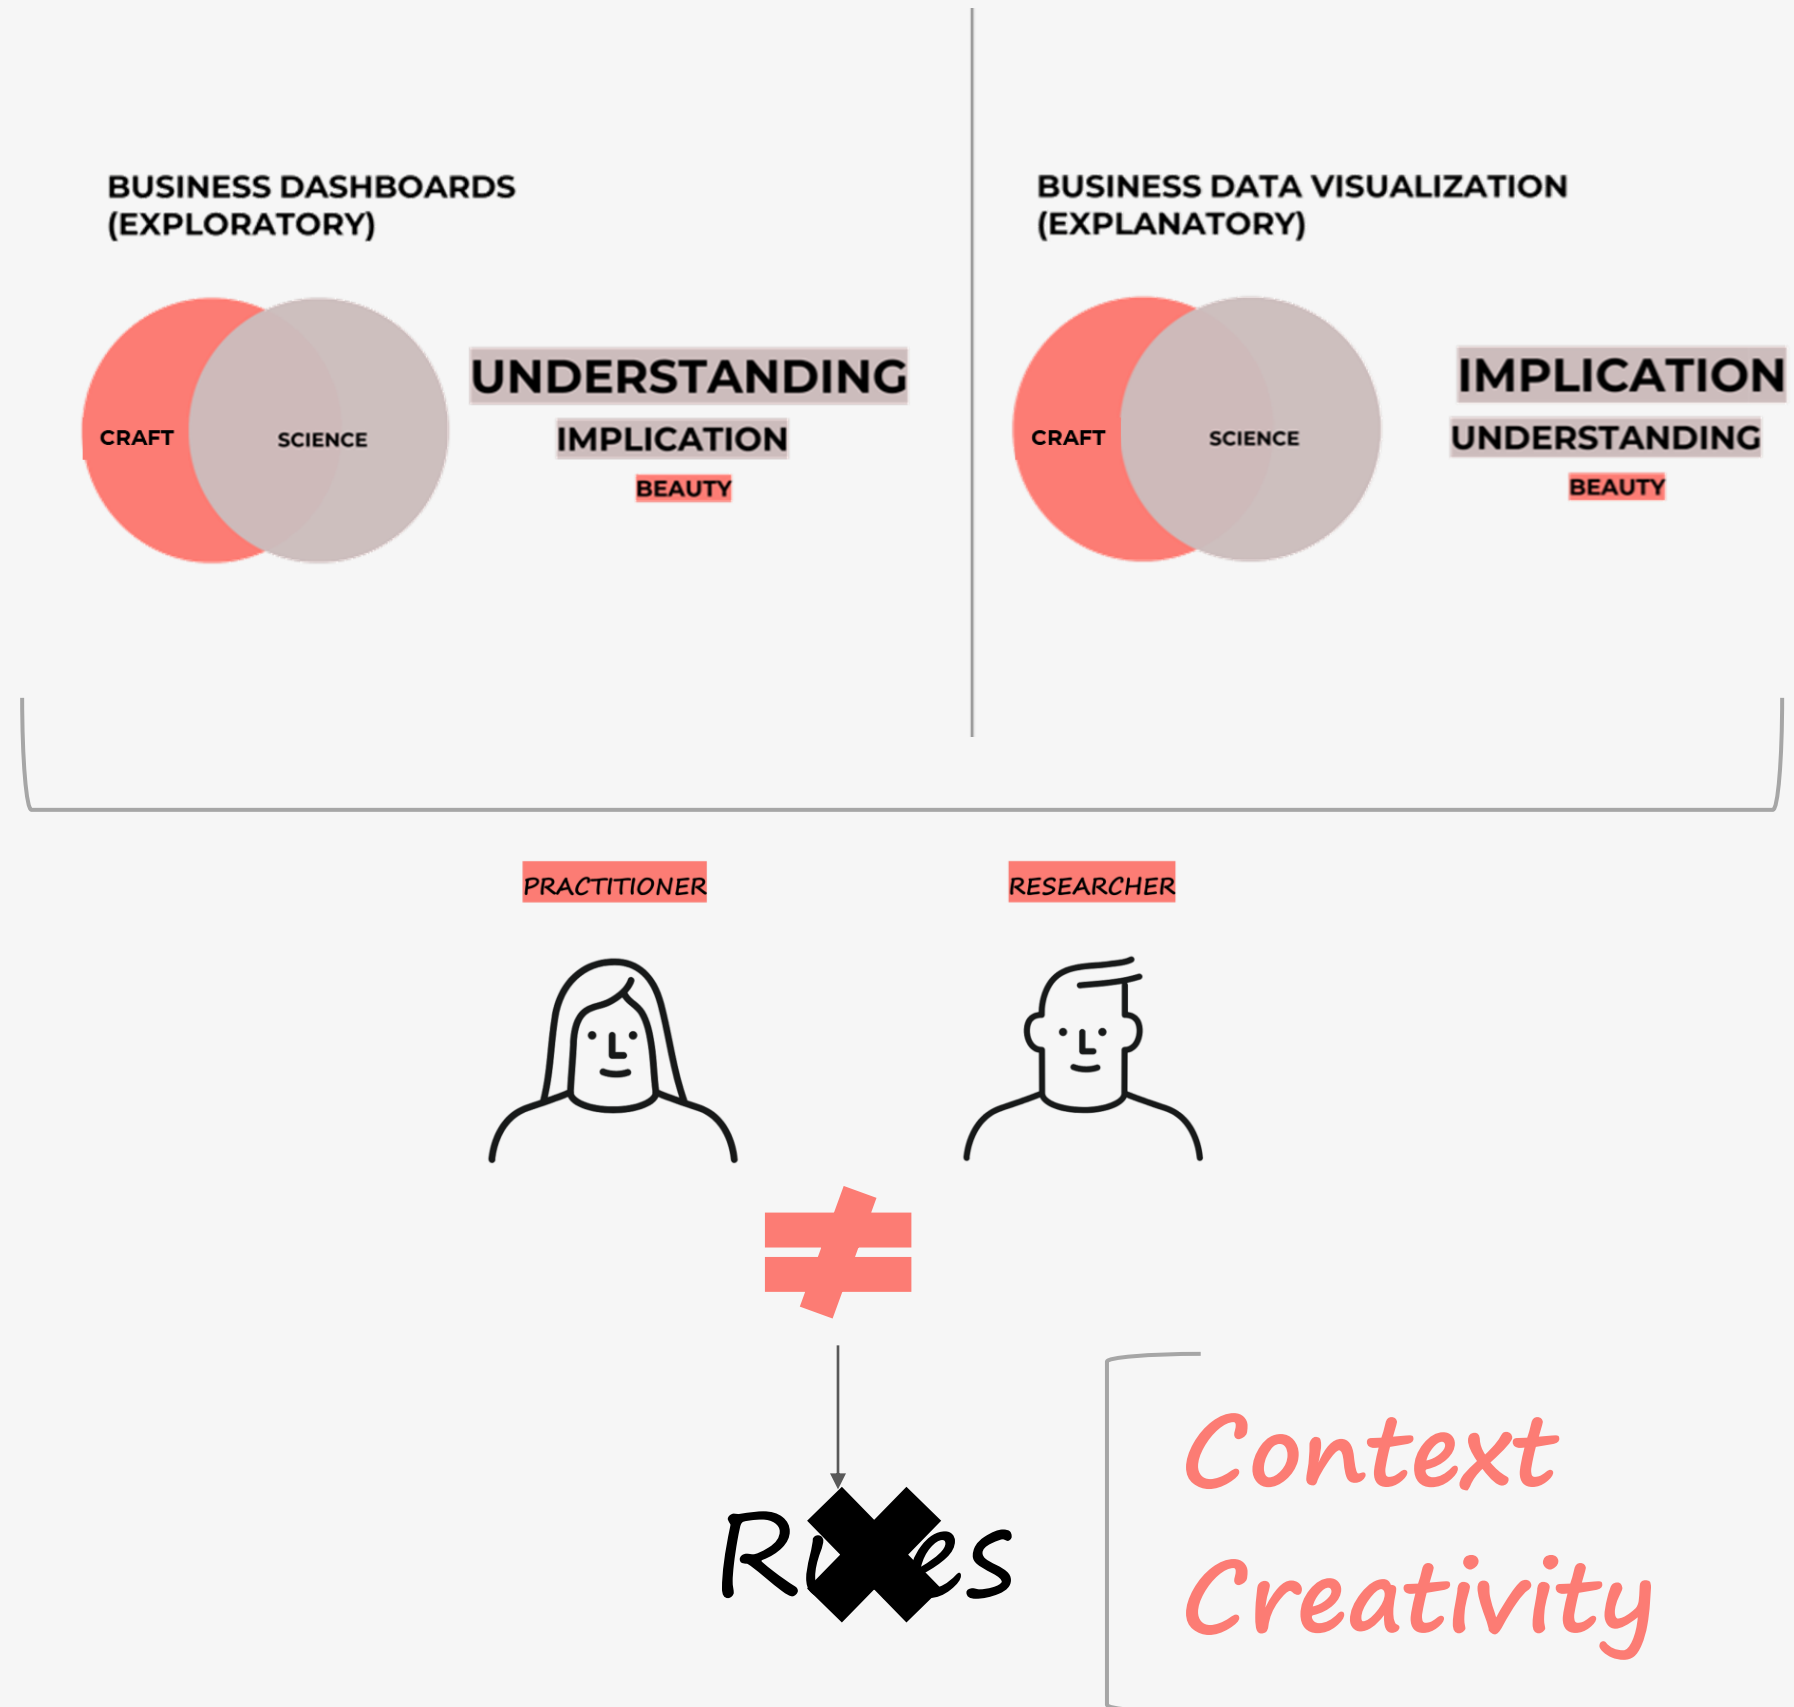 BUSINESS DASHBOARDS
(EXPLORATORY)
CRAFT
SCIENCE
UNDERSTANDING
IMPLICATION
BEAUTY
BUSINESS DATA VISUALIZATION
(EXPLANATORY)
CRAFT
SCIENCE
IMPLICATION
UNDERSTANDING
BEAUTY
PRACTITIONER
RESEARCHER
≠
Rules
Context
Creativity